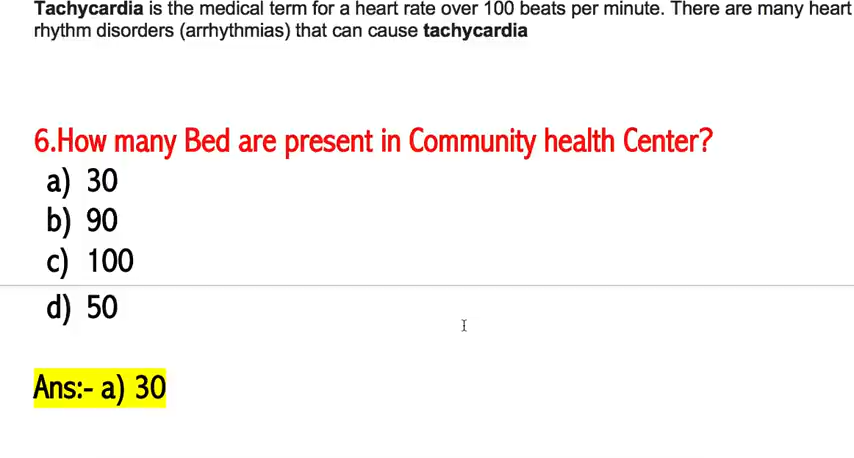 Tachycardia is the medical term for a heart rate over 100 beats per minute. There are many heart
rhythm disorders (arrhythmias) that can cause tachycardia
6.How many Bed are present in Community health Center?
a) 30
b) 90
c) 100
d) 50
Ans:- a) 30